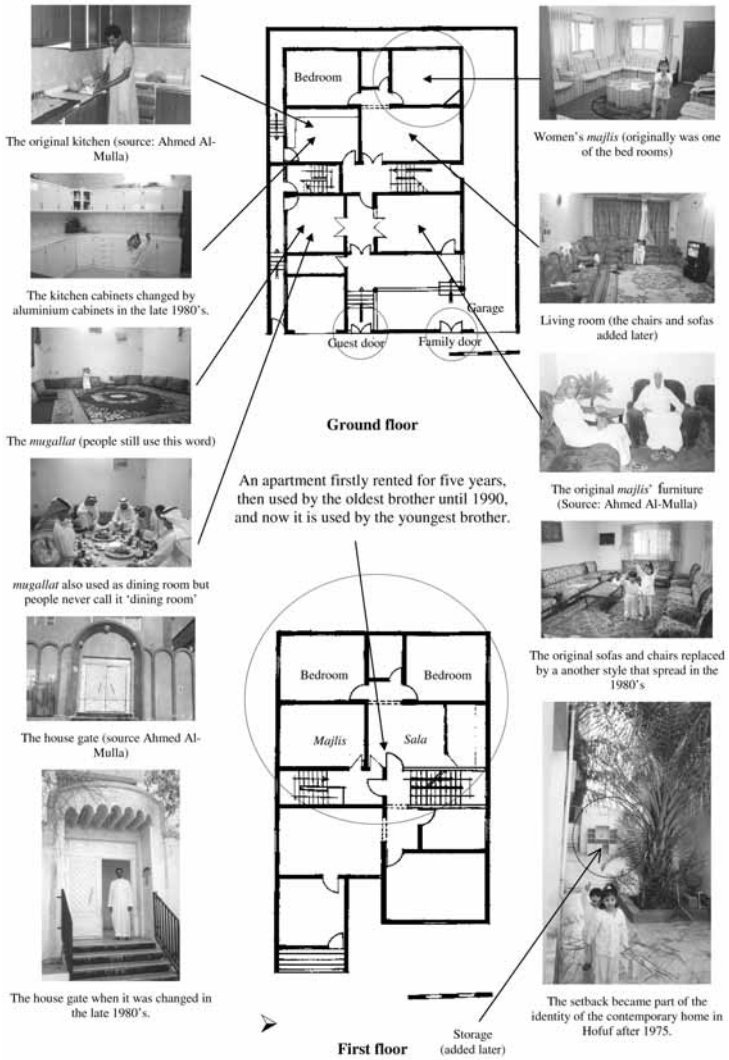 Bedroom
Garage
Guest door
Family door
Ground floor
The original kitchen (source: Ahmed Al-
Mulla)
The kitchen cabinets changed by
aluminium cabinets in the late 1980's.
The mugallat (people still use this word)
mugallat also used as dining room but
people never call it 'dining room'
The house gate (source Ahmed Al-
Mulla)
The house gate when it was changed in
the late 1980's.
Women's majlis (originally was one
of the bed rooms)
Living room (the chairs and sofas
added later)
The original majlis' furniture
(Source: Ahmed Al-Mulla)
The original sofas and chairs replaced
by a another style that spread in the
1980's
The setback became part of the
identity of the contemporary home in
Hofuf after 1975.
An apartment firstly rented for five years,
then used by the oldest brother until 1990,
and now it is used by the youngest brother.
Bedroom
Bedroom
Majlis
Sala
First floor
Storage
(added later)